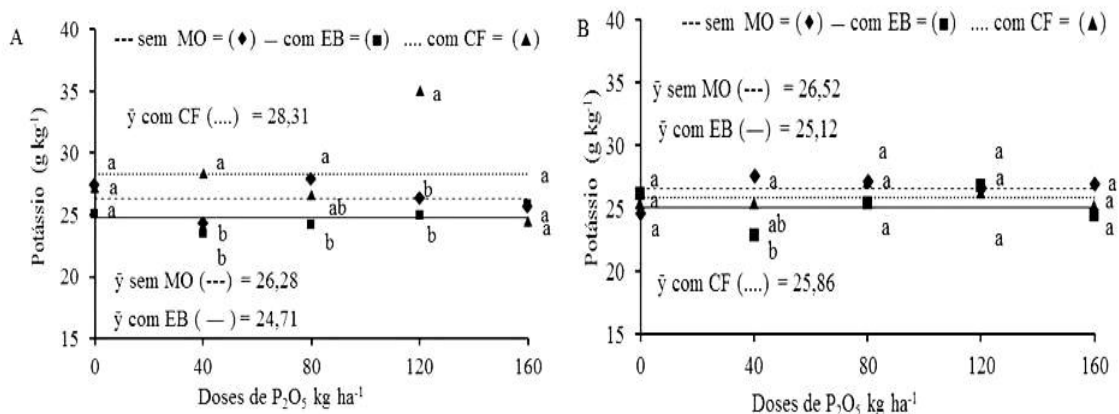 A
--- sem MO = (♦) — com EB = (■) .... com CF = (▲)
40
35
30
25
20
15
Potássio (g kg⁻¹)
ȳ com CF (....) = 28,31
a
a
a
a
a
a
a
b
b
ab
b
a
b
b
a
a
ȳ sem MO (---) = 26,28
ȳ com EB ( — ) = 24,71
0
40
80
120
160
Doses de P₂O₅ kg ha⁻¹
B
--- sem MO = (♦) — com EB = (■) .... com CF = (▲)
40
35
30
25
20
15
Potássio (g kg⁻¹)
ȳ sem MO (---) = 26,52
ȳ com EB (—) = 25,12
a
a
a
a
ab
b
a
a
a
a
a
a
a
a
a
ȳ com CF (....) = 25,86
0
40
80
120
160
Doses de P₂O₅ kg ha⁻¹